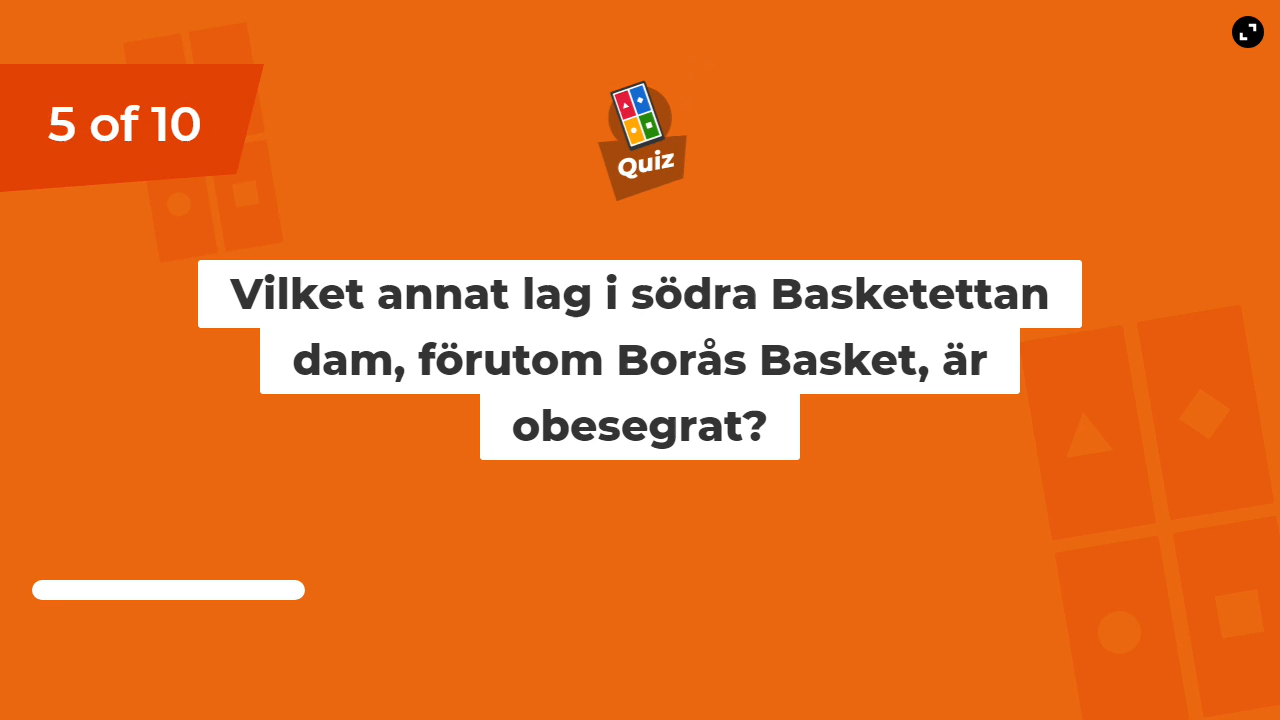 5 of 10
Quiz
Vilket annat lag i södra Basketettan
dam, förutom Borås Basket, är
obesegrat?